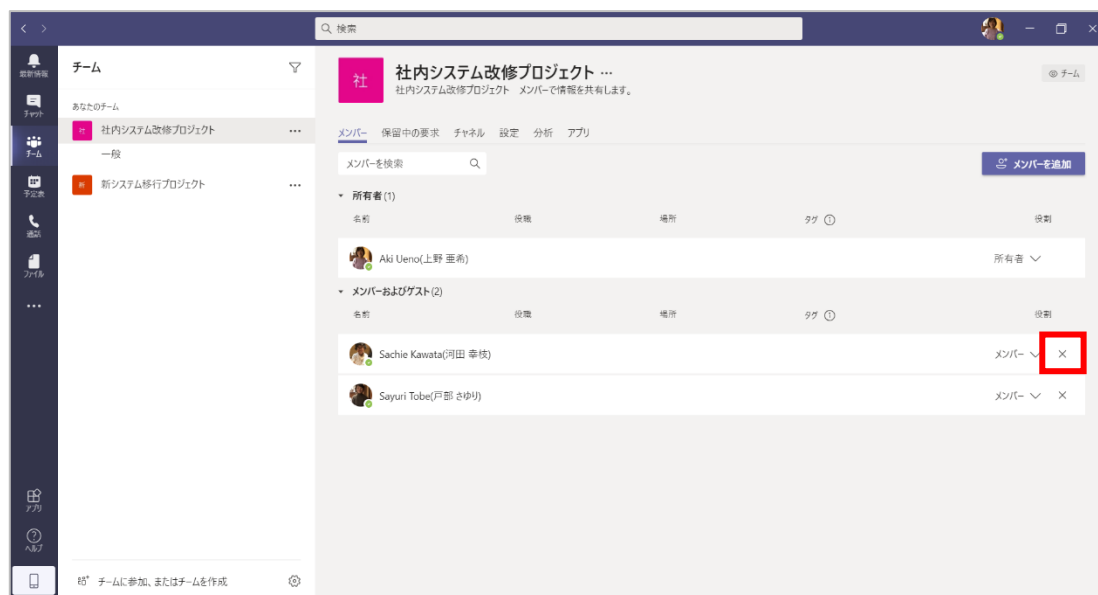 検索
最新情報
チャット
チーム
予定表
通話
ファイル
アプリ
ヘルプ
チーム
あなたのチーム
社 社内システム改修プロジェクト ...
一般
新 新システム移行プロジェクト ...
チームに参加、またはチームを作成
社 社内システム改修プロジェクト ...
社内システム改修プロジェクト メンバーで情報を共有します。
チーム
メンバー 保留中の要求 チャネル 設定 分析 アプリ
メンバーを検索
メンバーを追加
所有者(1)
名前 役職 場所 タグ 役割
Aki Ueno(上野 亜希) 所有者
メンバーおよびゲスト(2)
名前 役職 場所 タグ 役割
Sachie Kawata(河田 幸枝) メンバー
Sayuri Tobe(戸部 さゆり) メンバー